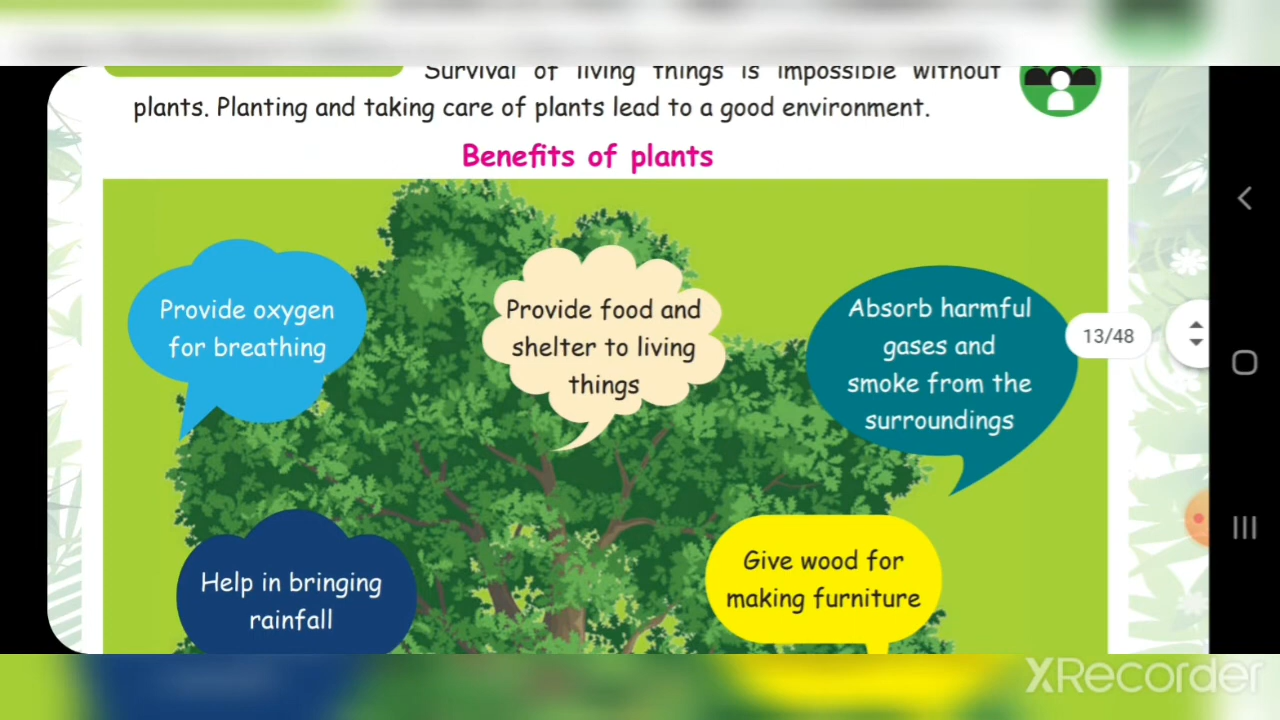 Survival of living things is impossible without
plants. Planting and taking care of plants lead to a good environment.
Benefits of plants
Provide oxygen
for breathing
Provide food and
shelter to living
things
Absorb harmful
gases and
smoke from the
surroundings
13/48
Help in bringing
rainfall
Give wood for
making furniture
XRecorder